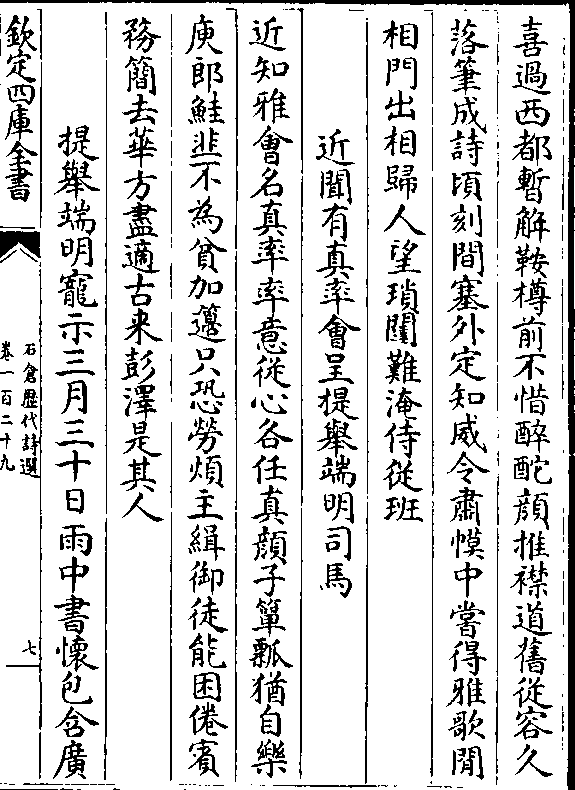 喜過西都暫解鞍樽前不惜醉酡顔推襟道舊從容久
落筆成詩頃刻間塞外定知威令肅幙中嘗得雅歌閒
相門出相歸人望瑣闈難淹侍從班
近聞有真率會呈提舉端明司馬
近知雅會名真率率意從心各任真顔子簞瓢猶自樂
庾郎鮭韭不為貧加籩只恐勞煩主緝御徒能困倦賓
務簡去華方盡適古来彭澤是其人
提舉端明寵示三月三十日雨中書懷包含廣
欽定四庫全書
石倉歴代詩選
卷一百二十九
七